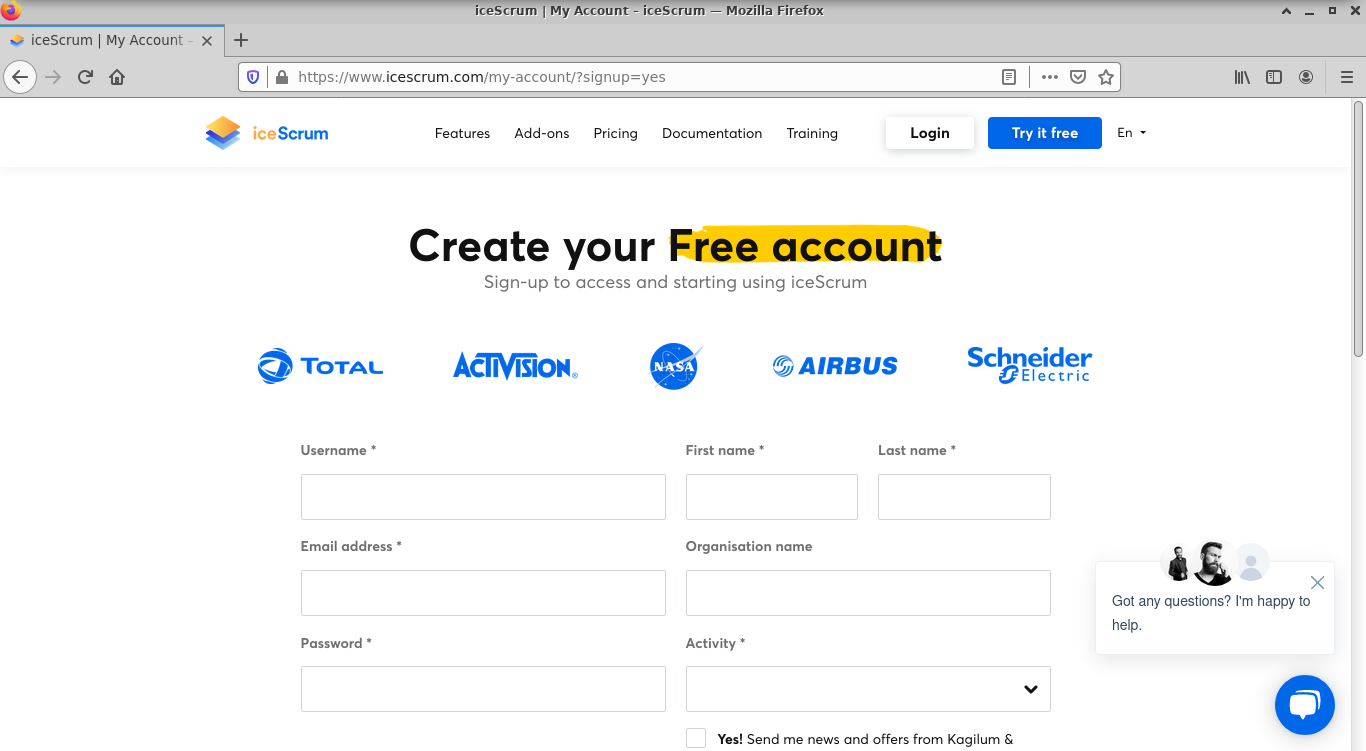 iceScrum | My Account – iceScrum — Mozilla Firefox
iceScrum | My Account –
https://www.icescrum.com/my-account/?signup=yes
iceScrum
Features
Add-ons
Pricing
Documentation
Training
Login
Try it free
En
Create your Free account
Sign-up to access and starting using iceScrum
TOTAL
ACTIVISION®
NASA
AIRBUS
Schneider
Electric
Username *
First name *
Last name *
Email address *
Organisation name
Got any questions? I'm happy to
help.
Password *
Activity *
Yes! Send me news and offers from Kagilum &